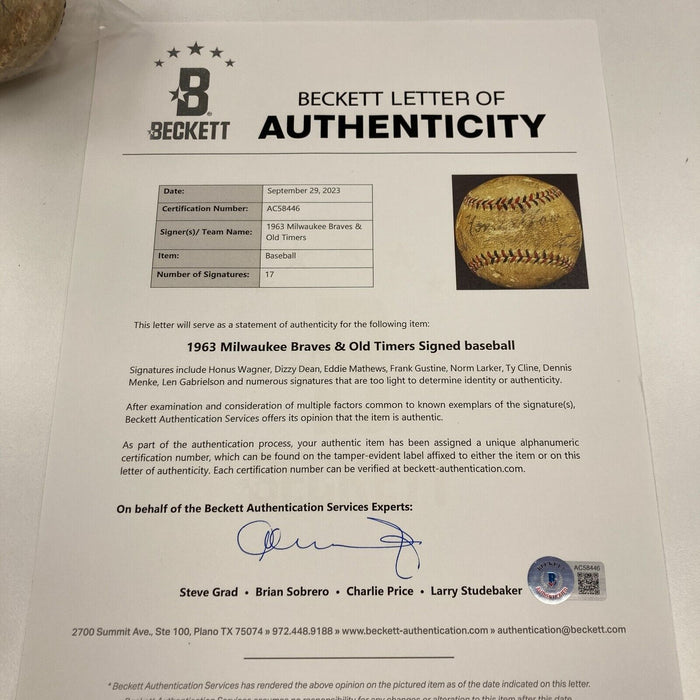 BECKETT
BECKETT LETTER OF
AUTHENTICITY
Date: September 29, 2023
Certification Number: AC58446
Signer(s)/ Team Name: 1963 Milwaukee Braves &
Old Timers
Item: Baseball
Number of Signatures: 17
This letter will serve as a statement of authenticity for the following item:
1963 Milwaukee Braves & Old Timers Signed baseball
Signatures include Honus Wagner, Dizzy Dean, Eddie Mathews, Frank Gustine, Norm Larker, Ty Cline, Dennis
Menke, Len Gabrielson and numerous signatures that are too light to determine identity or authenticity.
After examination and consideration of multiple factors common to known exemplars of the signature(s),
Beckett Authentication Services offers its opinion that the item is authentic.
As part of the authentication process, your authentic item has been assigned a unique alphanumeric
certification number, which can be found on the tamper-evident label affixed to either the item or on this
letter of authenticity. Each certification number can be verified at beckett-authentication.com.
On behalf of the Beckett Authentication Services Experts:
AC58446
Steve Grad • Brian Sobrero • Charlie Price • Larry Studebaker
2700 Summit Ave., Ste 100, Plano TX 75074 » 972.448.9188 » www.beckett-authentication.com » authentication@beckett.com
*Beckett Authentication Services has rendered the above opinion on the pictured item as of the date indicated on this letter.